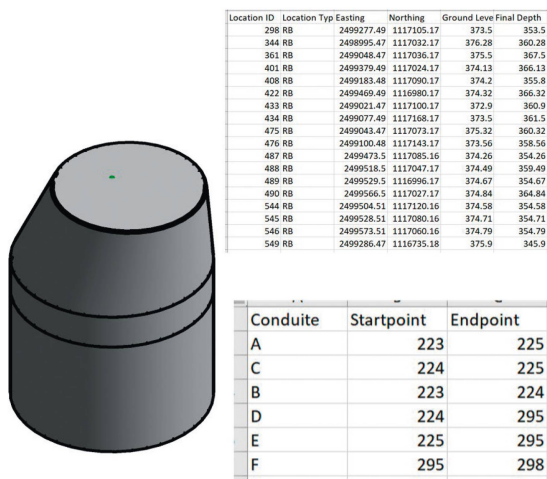 Location ID Location Typ Easting Northing Ground Leve Final Depth
298 RB 2499277.49 1117105.17 373.5 353.5
344 RB 2498995.47 1117032.17 376.28 360.28
361 RB 2499048.47 1117036.17 375.5 367.5
401 RB 2499379.49 1117024.17 374.13 366.13
408 RB 2499183.48 1117090.17 374.2 355.8
422 RB 2499469.49 1116980.17 374.32 366.32
433 RB 2499021.47 1117100.17 372.9 360.9
434 RB 2499077.49 1117168.17 373.5 361.5
475 RB 2499043.47 1117073.17 375.32 360.32
476 RB 2499100.48 1117143.17 373.56 358.56
487 RB 2499473.5 1117085.16 374.26 354.26
488 RB 2499518.5 1117047.17 374.49 359.49
489 RB 2499529.5 1116996.17 374.67 354.67
490 RB 2499566.5 1117027.17 374.84 364.84
544 RB 2499504.51 1117120.16 374.58 354.58
545 RB 2499528.51 1117080.16 374.71 354.71
546 RB 2499573.51 1117060.16 374.79 354.79
549 RB 2499286.47 1116735.18 375.9 345.9
Conduite Startpoint Endpoint
A 223 225
C 224 225
B 223 224
D 224 295
E 225 295
F 295 298